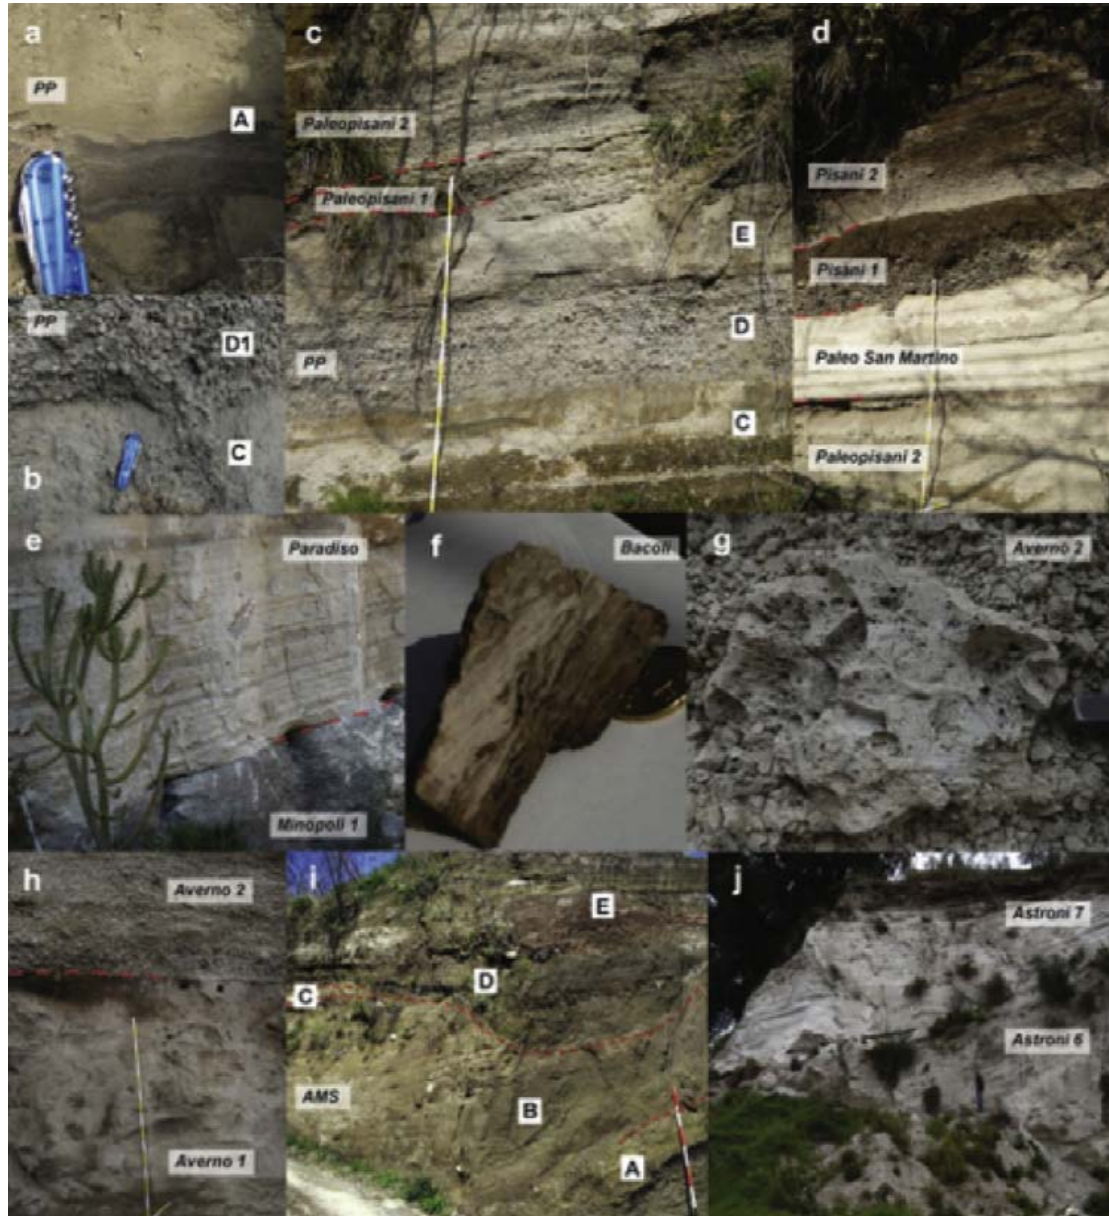 a
PP
A
PP
D1
C
b
c
Paleopisani 2
Paleopisani 1
E
D
PP
C
d
Pisani 2
Pisani 1
Paleo San Martino
Paleopisani 2
e
Paradiso
Minopoli 1
f
Bacoli
g
Averno 2
h
Averno 2
Averno 1
i
E
D
C
AMS
B
A
j
Astroni 7
Astroni 6